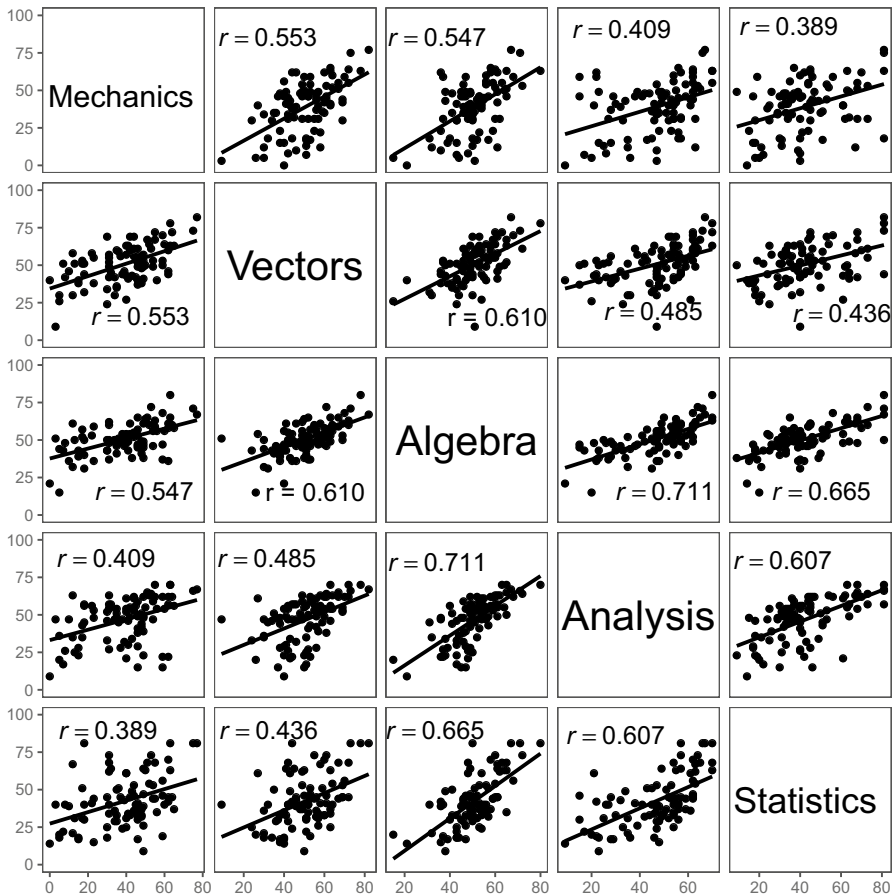 100
75
50
25
0
Mechanics
r = 0.553
r = 0.547
r = 0.409
r = 0.389
100
75
50
25
0
r = 0.553
Vectors
r = 0.610
r = 0.485
r = 0.436
100
75
50
25
0
r = 0.547
r = 0.610
Algebra
r = 0.711
r = 0.665
100
75
50
25
0
r = 0.409
r = 0.485
r = 0.711
Analysis
r = 0.607
100
75
50
25
0
r = 0.389
r = 0.436
r = 0.665
r = 0.607
Statistics
0 20 40 60 80 20 40 60 80 20 40 60 80 20 40 60 20 40 60 80